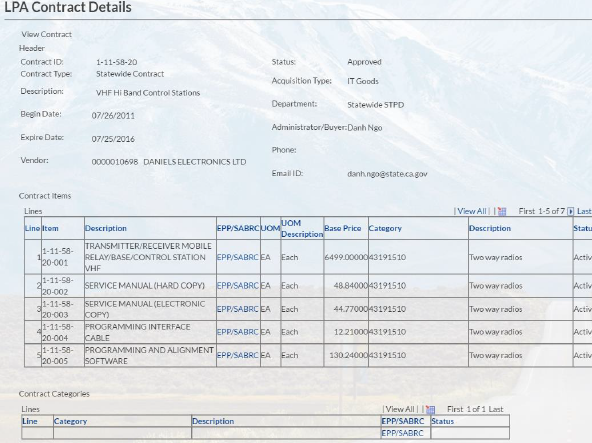 LPA Contract Details
View Contract
Header
Contract ID: 1-11-58-20 Status: Approved
Contract Type: Statewide Contract
Acquisition Type: IT Goods
Description: VHF Hi Band Control Stations
Department: Statewide STPD
Begin Date: 07/26/2011
Administrator/Buyer: Danh Ngo
Expire Date: 07/25/2016
Phone:
Vendor: 0000010698 DANIELS ELECTRONICS LTD
Email ID: danh.ngo@state.ca.gov
Contract Items
Lines | View All | First 1-5 of 7 Last
Line Item Description EPP/SABRC UOM UOM Description Base Price Category Description Statu
1 1-11-58-20-001 TRANSMITTER/RECEIVER MOBILE RELAY/BASE/CONTROL STATION VHF EPP/SABRC EA Each 6499.00000 43191510 Two way radios Activ
2 1-11-58-20-002 SERVICE MANUAL (HARD COPY) EPP/SABRC EA Each 48.84000 43191510 Two way radios Activ
3 1-11-58-20-003 SERVICE MANUAL (ELECTRONIC COPY) EPP/SABRC EA Each 44.77000 43191510 Two way radios Activ
4 1-11-58-20-004 PROGRAMMING INTERFACE CABLE EPP/SABRC EA Each 12.21000 43191510 Two way radios Activ
5 1-11-58-20-005 PROGRAMMING AND ALIGNMENT SOFTWARE EPP/SABRC EA Each 130.24000 43191510 Two way radios Activ
Contract Categories
Lines | View All | First 1 of 1 Last
Line Category Description EPP/SABRC Status
EPP/SABRC